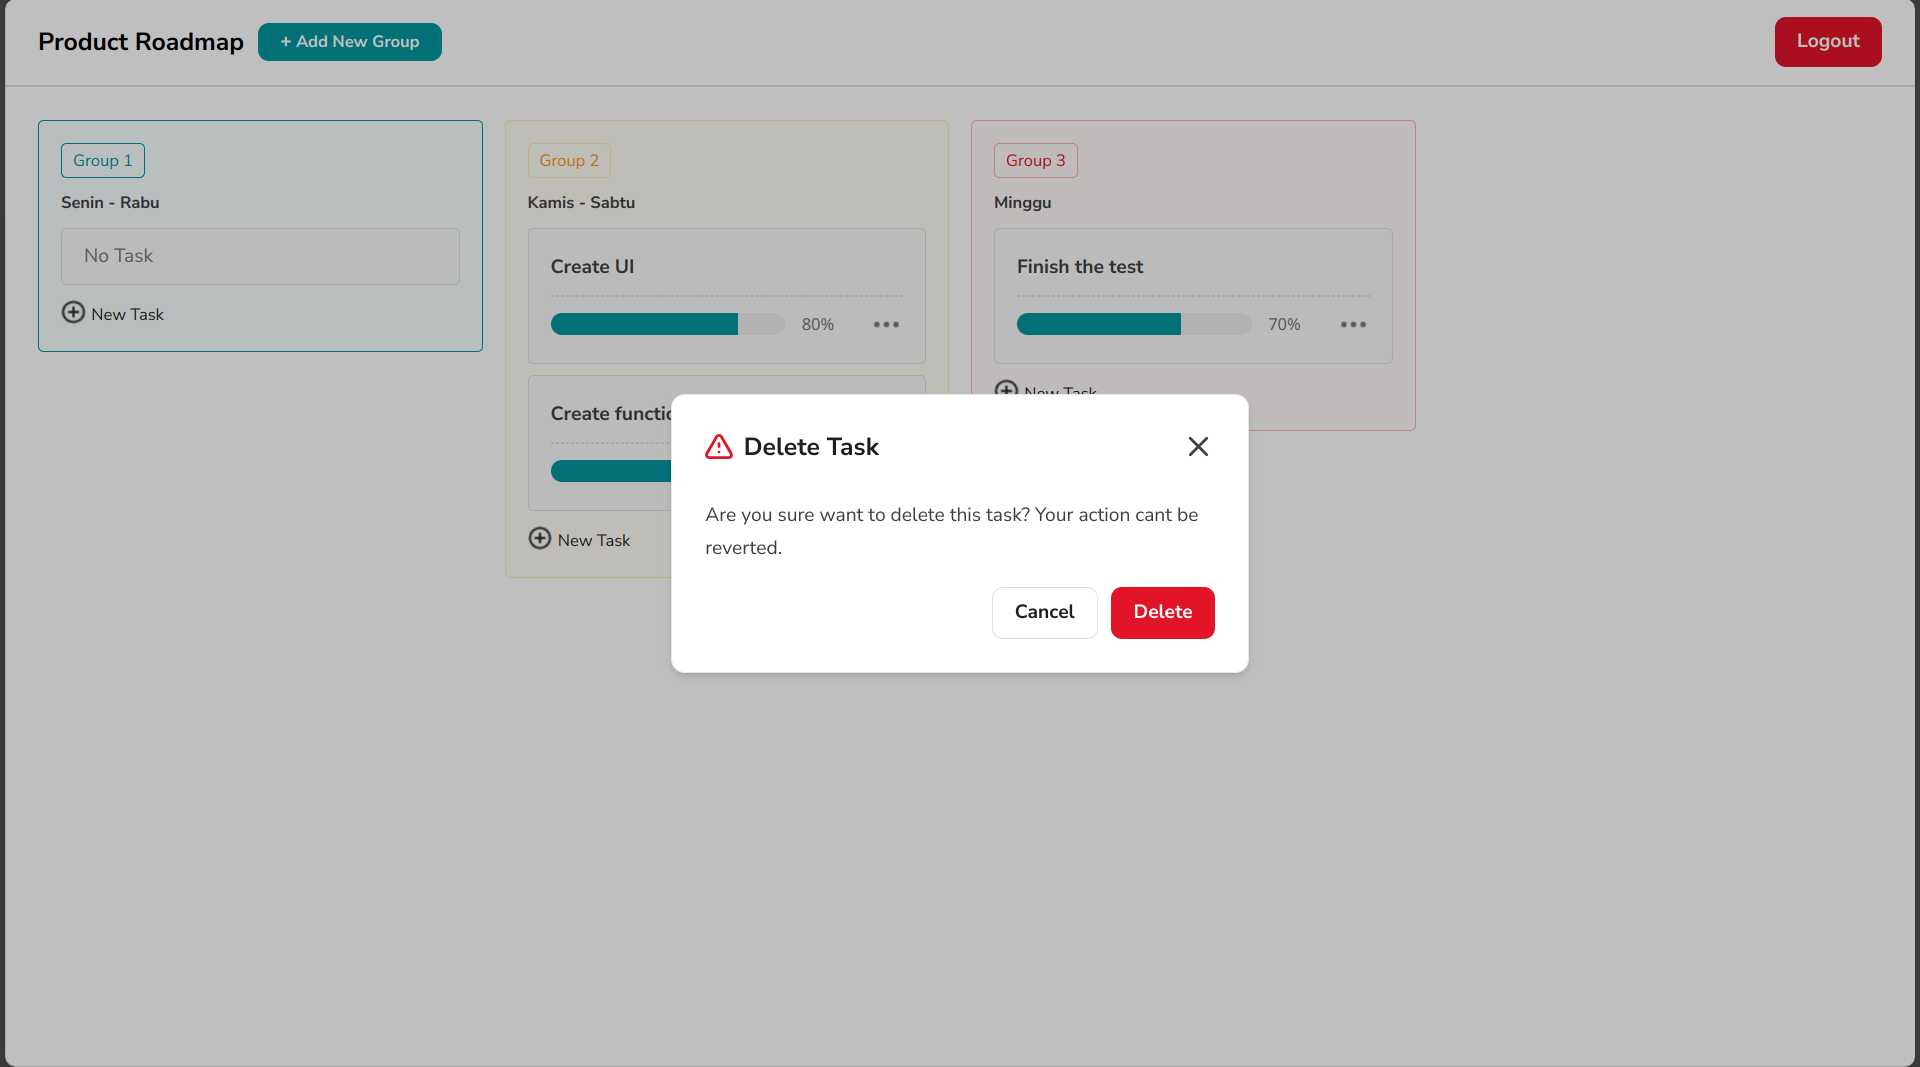 Product Roadmap
+ Add New Group
Logout
Group 1
Senin - Rabu
No Task
New Task
Group 2
Kamis - Sabtu
Create UI
80%
Create
New Task
Group 3
Minggu
Finish the test
70%
New Task
Delete Task
Are you sure want to delete this task? Your action cant be
reverted.
Cancel
Delete